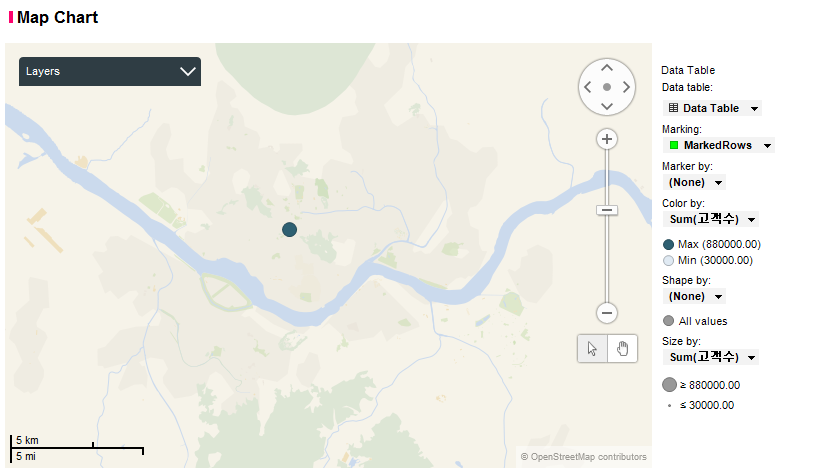 Map Chart
Layers
Data Table
Data table:
Data Table
Marking:
MarkedRows
Marker by:
(None)
Color by:
Sum(고객수)
Max (880000.00)
Min (30000.00)
Shape by:
(None)
All values
Size by:
Sum(고객수)
≥ 880000.00
≤ 30000.00
5 km
5 mi
© OpenStreetMap contributors